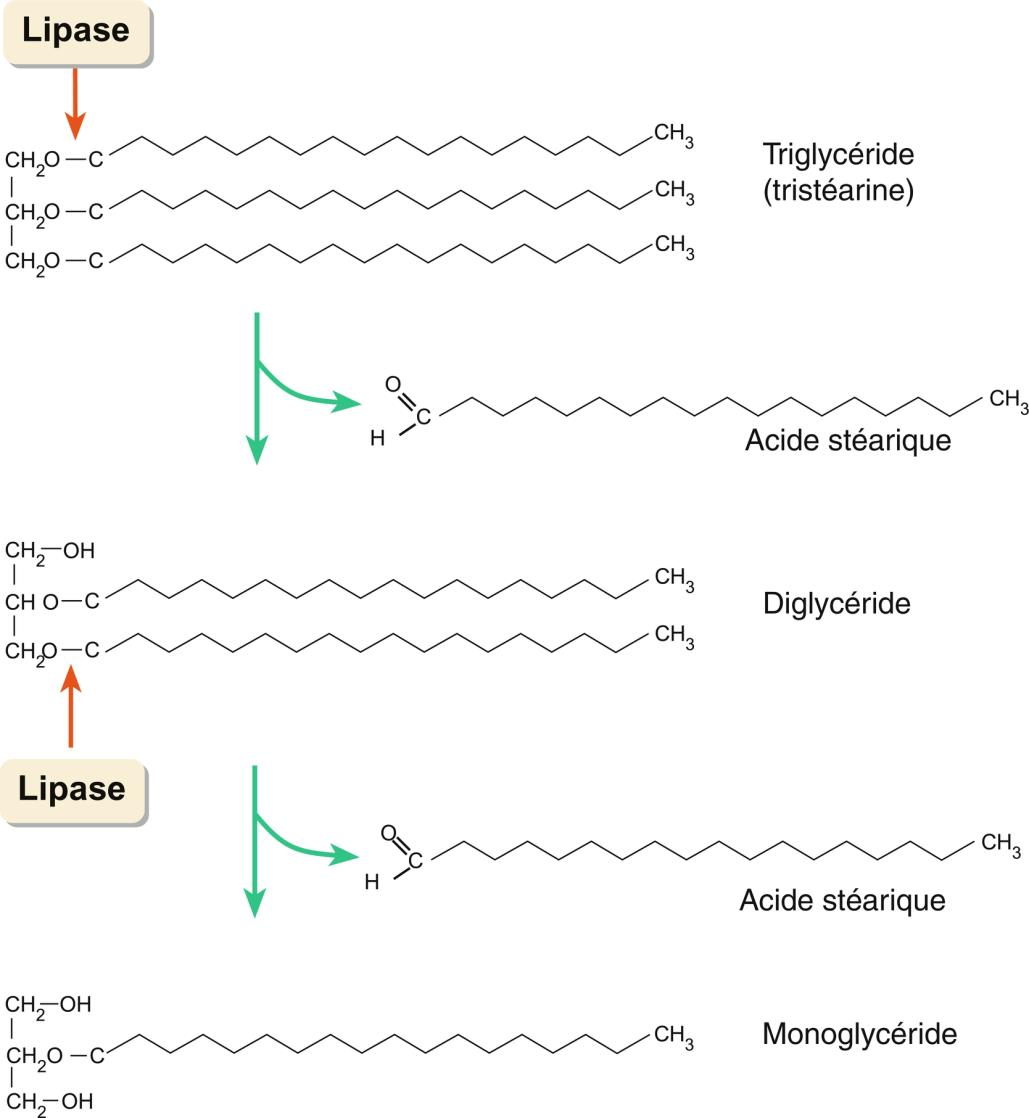 Lipase
CH2O—C CH3
CH2O—C CH3
CH2O—C CH3
Triglycéride
(tristéarine)
O
C CH3
H
Acide stéarique
CH2—OH
CH O—C CH3
CH2O—C CH3
Diglycéride
Lipase
O
C CH3
H
Acide stéarique
CH2—OH
CH2O—C CH3
CH2—OH
Monoglycéride